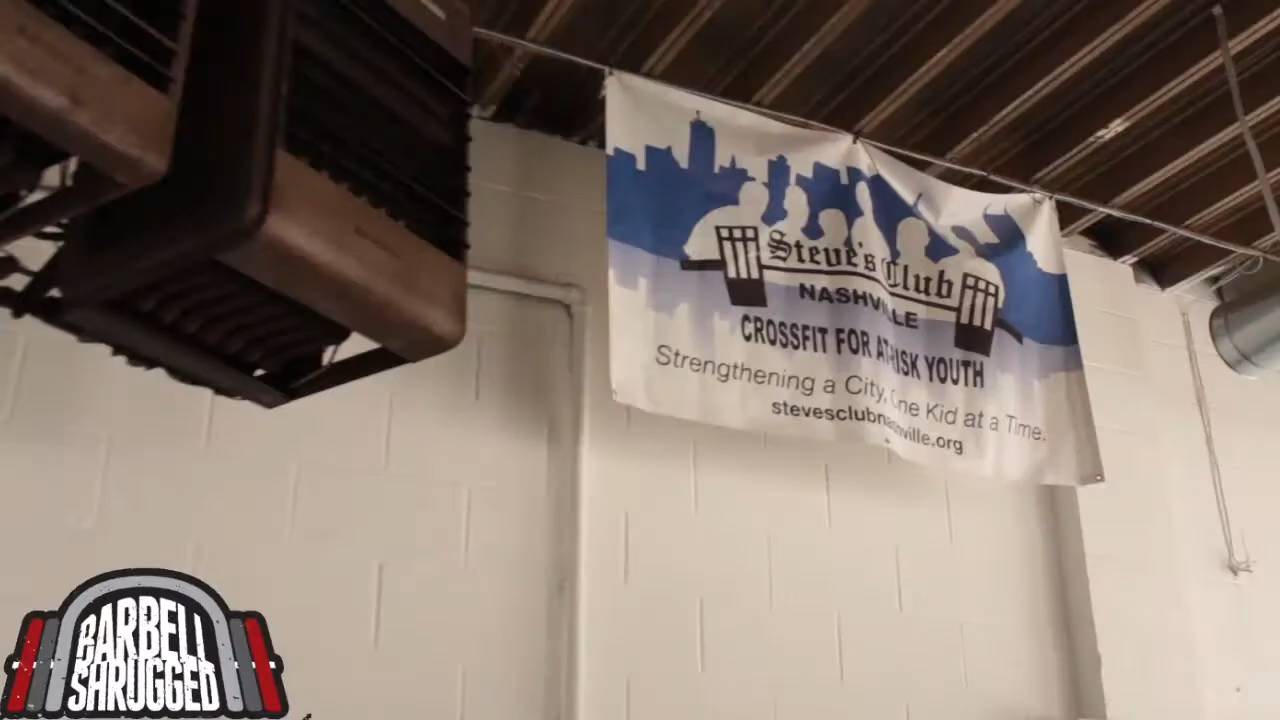 Steve's Club
NASHVILLE
CROSSFIT FOR AT-RISK YOUTH
Strengthening a City, One Kid at a Time.
stevesclubnashville.org
BARBELL
SHRUGGED